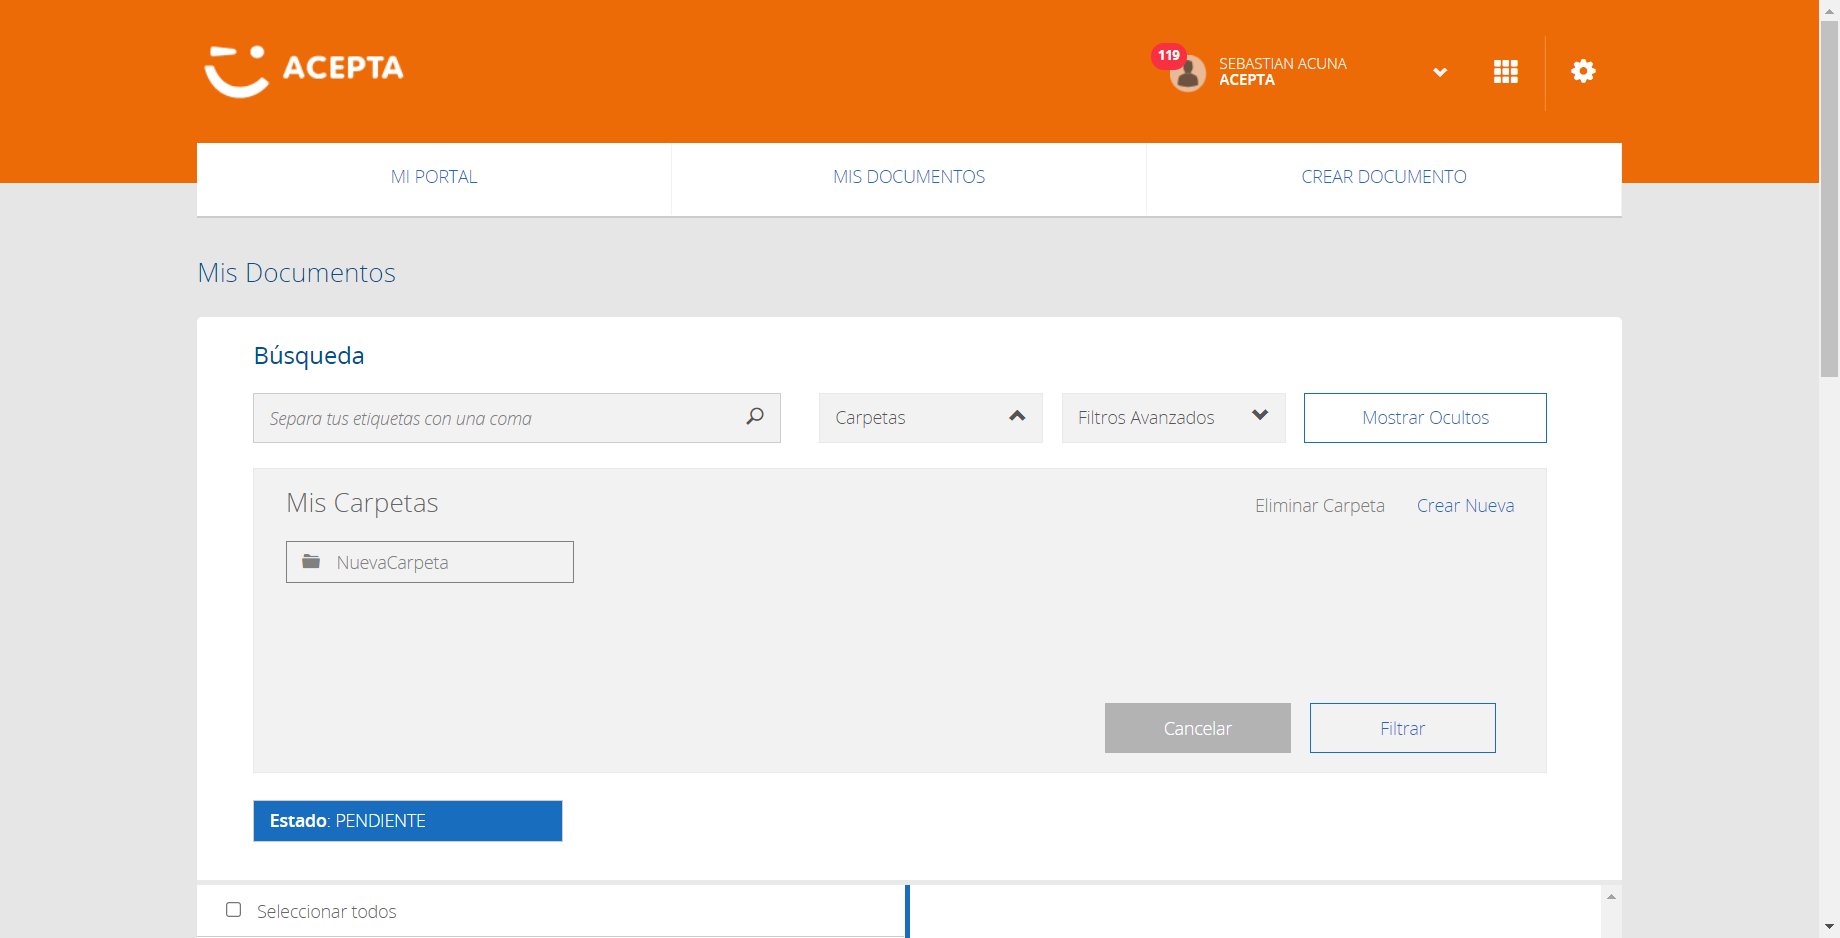 ACEPTA
119
SEBASTIAN ACUNA
ACEPTA
MI PORTAL
MIS DOCUMENTOS
CREAR DOCUMENTO
Mis Documentos
Búsqueda
Separa tus etiquetas con una coma
Carpetas
Filtros Avanzados
Mostrar Ocultos
Mis Carpetas
Eliminar Carpeta
Crear Nueva
NuevaCarpeta
Cancelar
Filtrar
Estado: PENDIENTE
Seleccionar todos